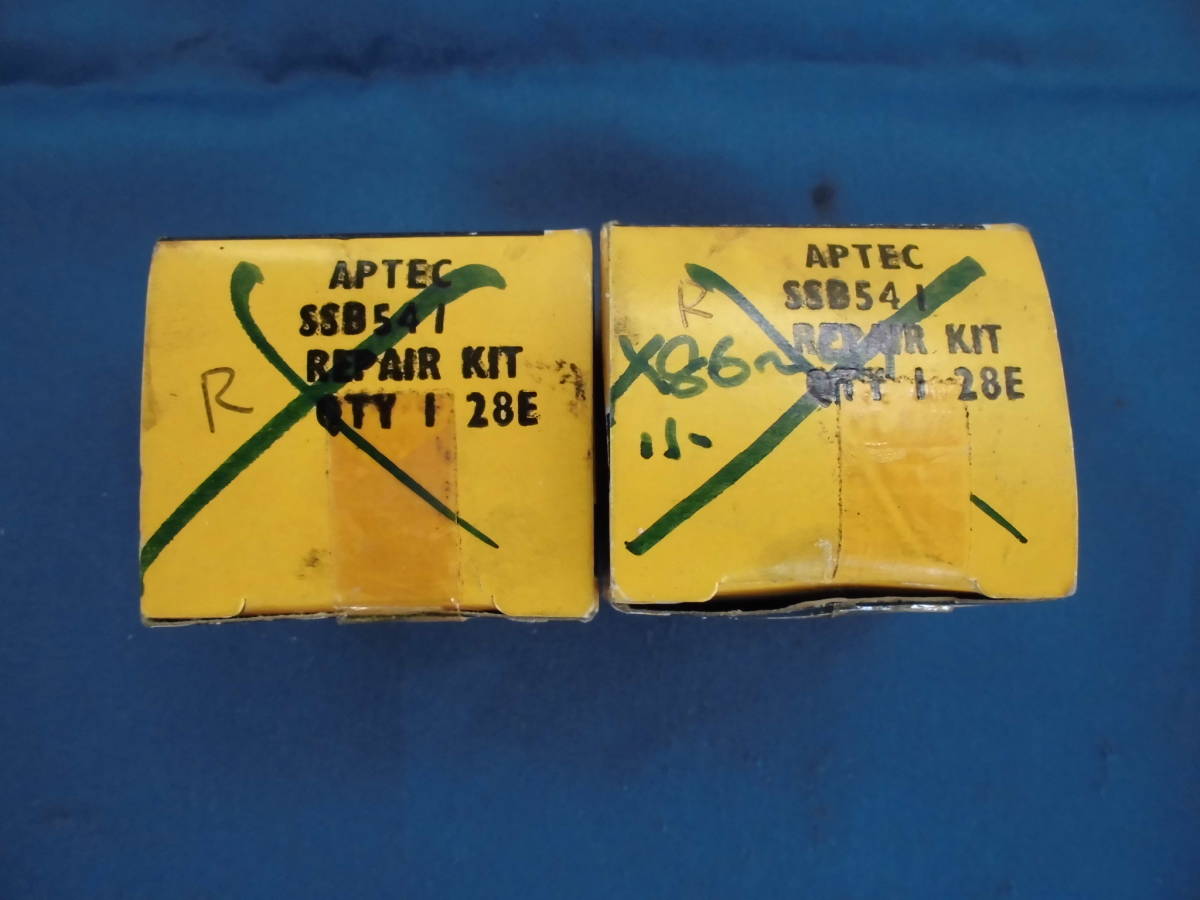 APTEC
SSB541
REPAIR KIT
QTY 1 28E
R
APTEC
SSB541
REPAIR KIT
QTY 1 28E
R
X86~